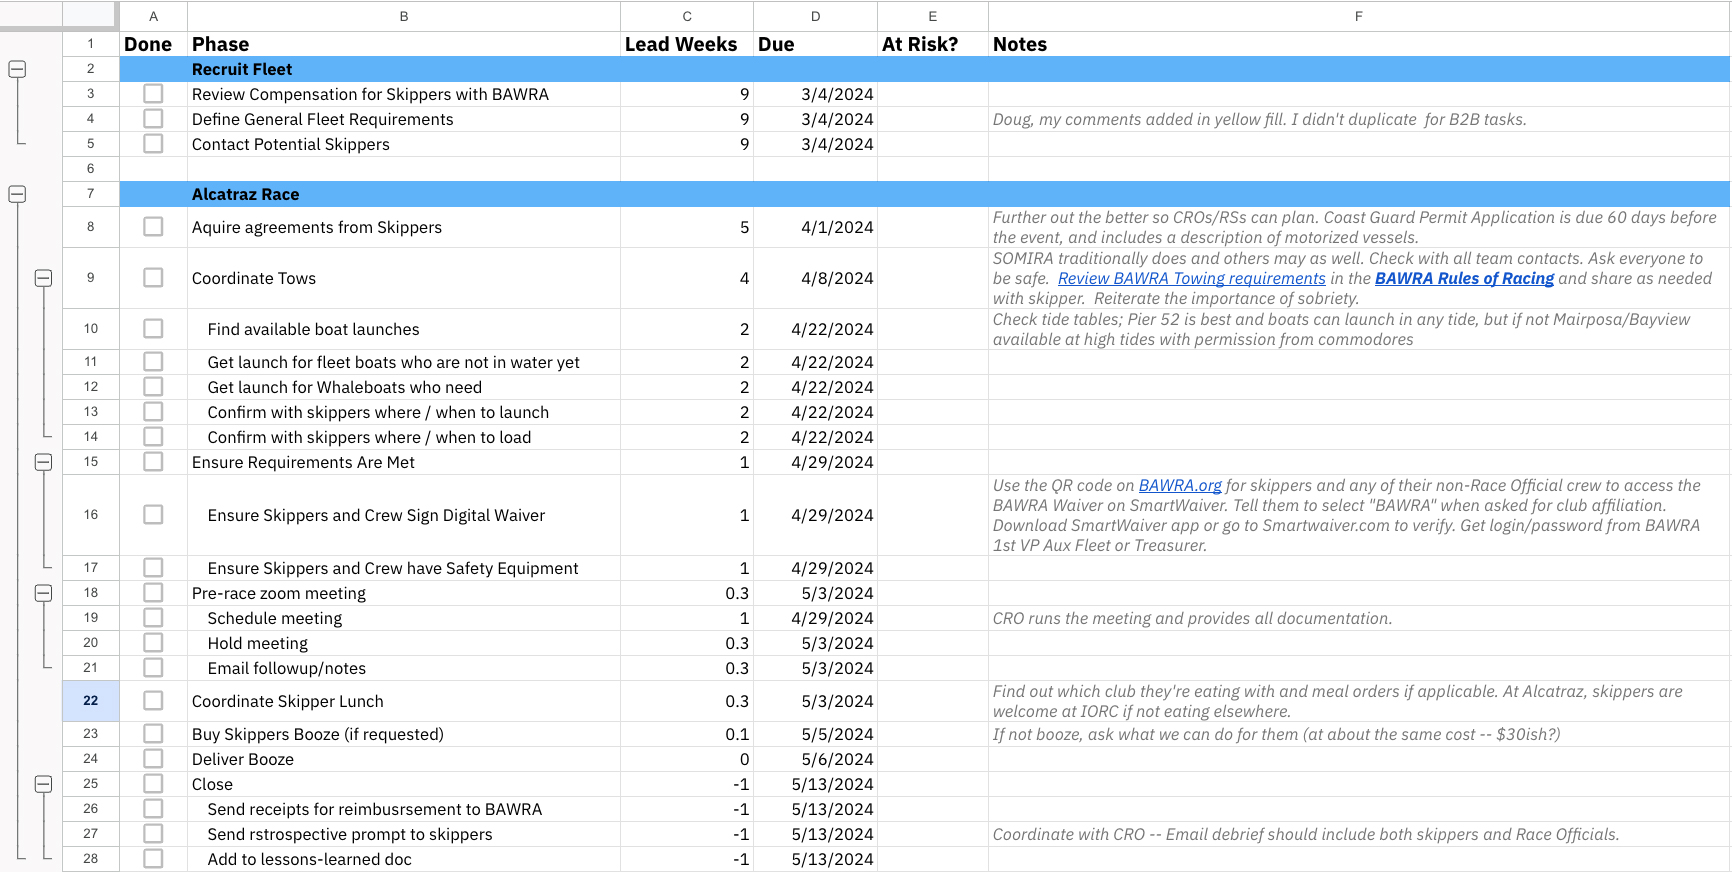 A B C D E F
1 Done Phase Lead Weeks Due At Risk? Notes
2 Recruit Fleet
3 Review Compensation for Skippers with BAWRA 9 3/4/2024
4 Define General Fleet Requirements 9 3/4/2024 Doug, my comments added in yellow fill. I didn't duplicate for B2B tasks.
5 Contact Potential Skippers 9 3/4/2024
6
7 Alcatraz Race
8 Aquire agreements from Skippers 5 4/1/2024 Further out the better so CROs/RSs can plan. Coast Guard Permit Application is due 60 days before
the event, and includes a description of motorized vessels.
9 Coordinate Tows 4 4/8/2024 SOMIRA traditionally does and others may as well. Check with all team contacts. Ask everyone to
be safe. Review BAWRA Towing requirements in the BAWRA Rules of Racing and share as needed
with skipper. Reiterate the importance of sobriety.
10 Find available boat launches 2 4/22/2024 Check tide tables; Pier 52 is best and boats can launch in any tide, but if not Mairposa/Bayview
available at high tides with permission from commodores
11 Get launch for fleet boats who are not in water yet 2 4/22/2024
12 Get launch for Whaleboats who need 2 4/22/2024
13 Confirm with skippers where / when to launch 2 4/22/2024
14 Confirm with skippers where / when to load 2 4/22/2024
15 Ensure Requirements Are Met 1 4/29/2024
16 Ensure Skippers and Crew Sign Digital Waiver 1 4/29/2024 Use the QR code on BAWRA.org for skippers and any of their non-Race Official crew to access the
BAWRA Waiver on SmartWaiver. Tell them to select "BAWRA" when asked for club affiliation.
Download SmartWaiver app or go to Smartwaiver.com to verify. Get login/password from BAWRA
1st VP Aux Fleet or Treasurer.
17 Ensure Skippers and Crew have Safety Equipment 1 4/29/2024
18 Pre-race zoom meeting 0.3 5/3/2024
19 Schedule meeting 1 4/29/2024 CRO runs the meeting and provides all documentation.
20 Hold meeting 0.3 5/3/2024
21 Email followup/notes 0.3 5/3/2024
22 Coordinate Skipper Lunch 0.3 5/3/2024 Find out which club they're eating with and meal orders if applicable. At Alcatraz, skippers are
welcome at IORC if not eating elsewhere.
23 Buy Skippers Booze (if requested) 0.1 5/5/2024 If not booze, ask what we can do for them (at about the same cost -- $30ish?)
24 Deliver Booze 0 5/6/2024
25 Close -1 5/13/2024
26 Send receipts for reimbusrsement to BAWRA -1 5/13/2024
27 Send rstrospective prompt to skippers -1 5/13/2024 Coordinate with CRO -- Email debrief should include both skippers and Race Officials.
28 Add to lessons-learned doc -1 5/13/2024